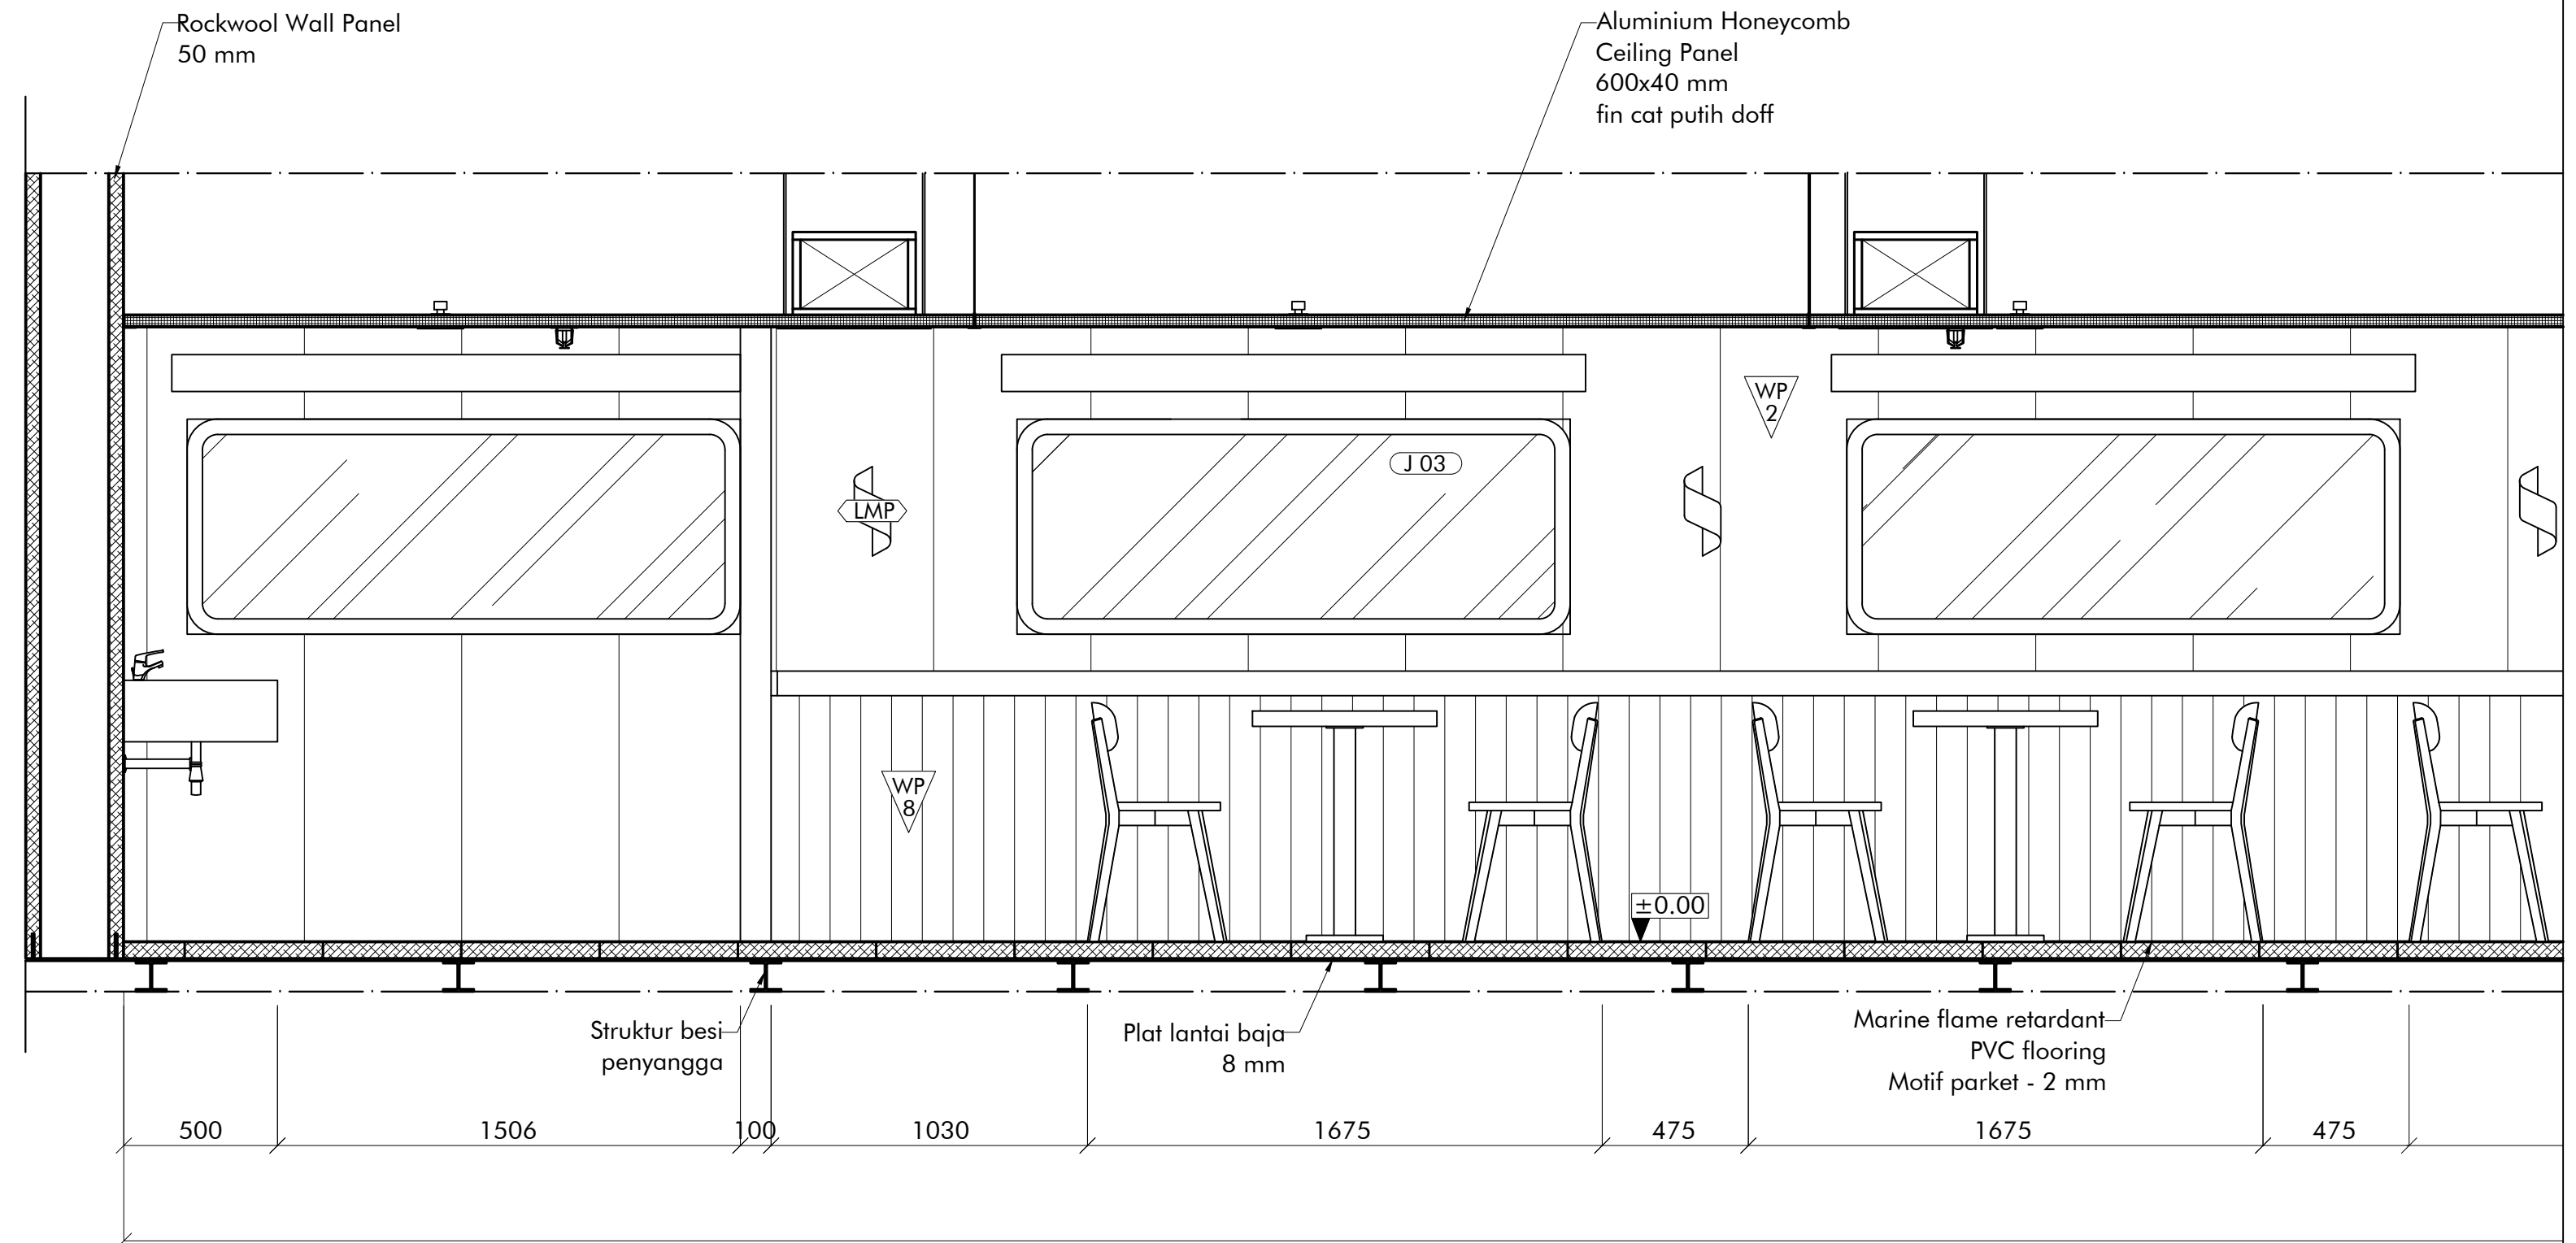 Rockwool Wall Panel
50 mm
Aluminium Honeycomb
Ceiling Panel
600x40 mm
fin cat putih doff
WP
2
J 03
LMP
WP
8
±0.00
Struktur besi
penyangga
Plat lantai baja
8 mm
Marine flame retardant
PVC flooring
Motif parket - 2 mm
500
1506
100
1030
1675
475
1675
475